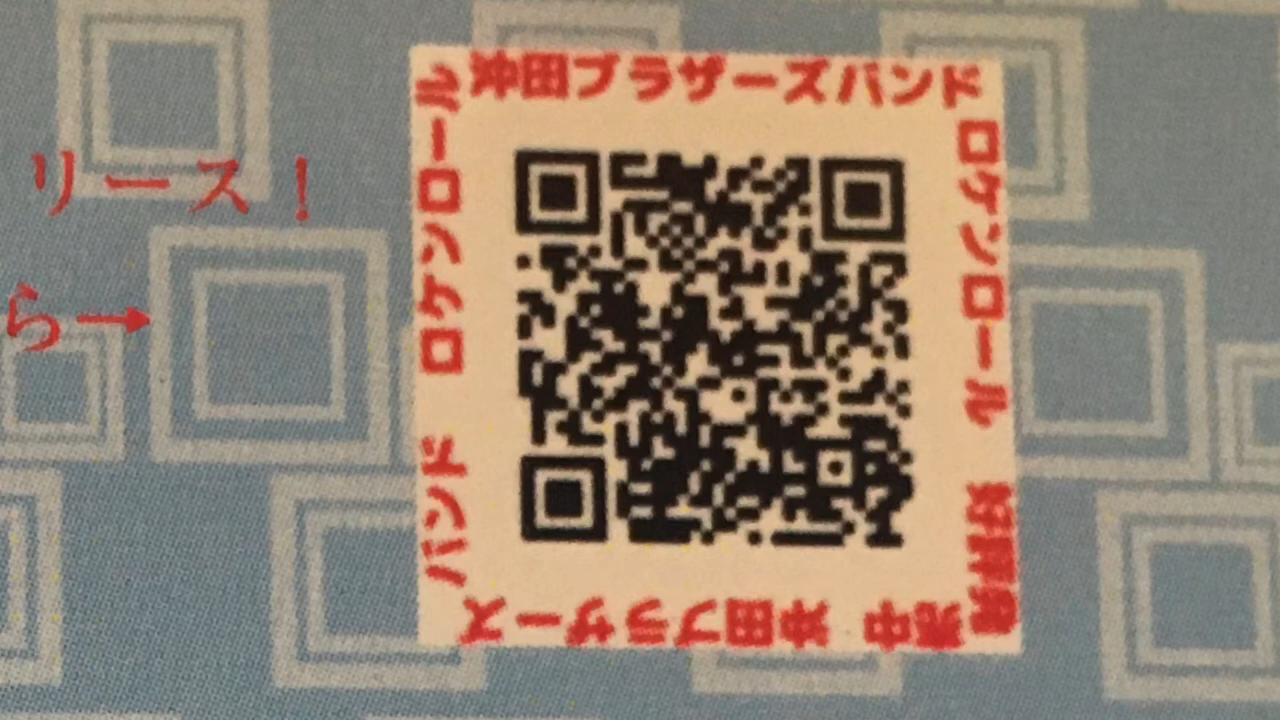 リース！
ら→
沖田ブラザーズバンド
ロケンロール
好評発
売中 沖田ブラザーズ
バンド ロケンロール